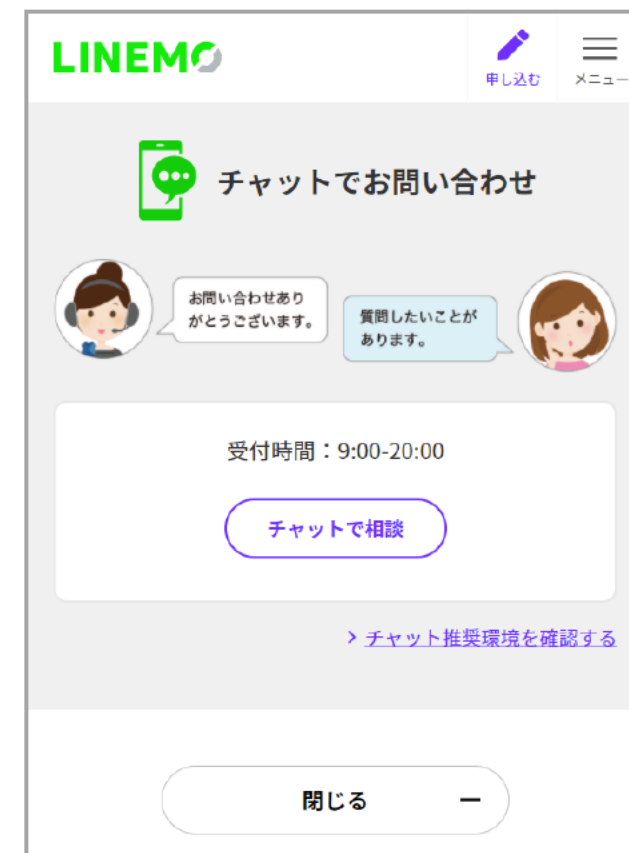 LINEMO
申し込む
メニュー
チャットでお問い合わせ
お問い合わせあり
がとうございます。
質問したいことが
あります。
受付時間：9:00-20:00
チャットで相談
チャット推奨環境を確認する
閉じる